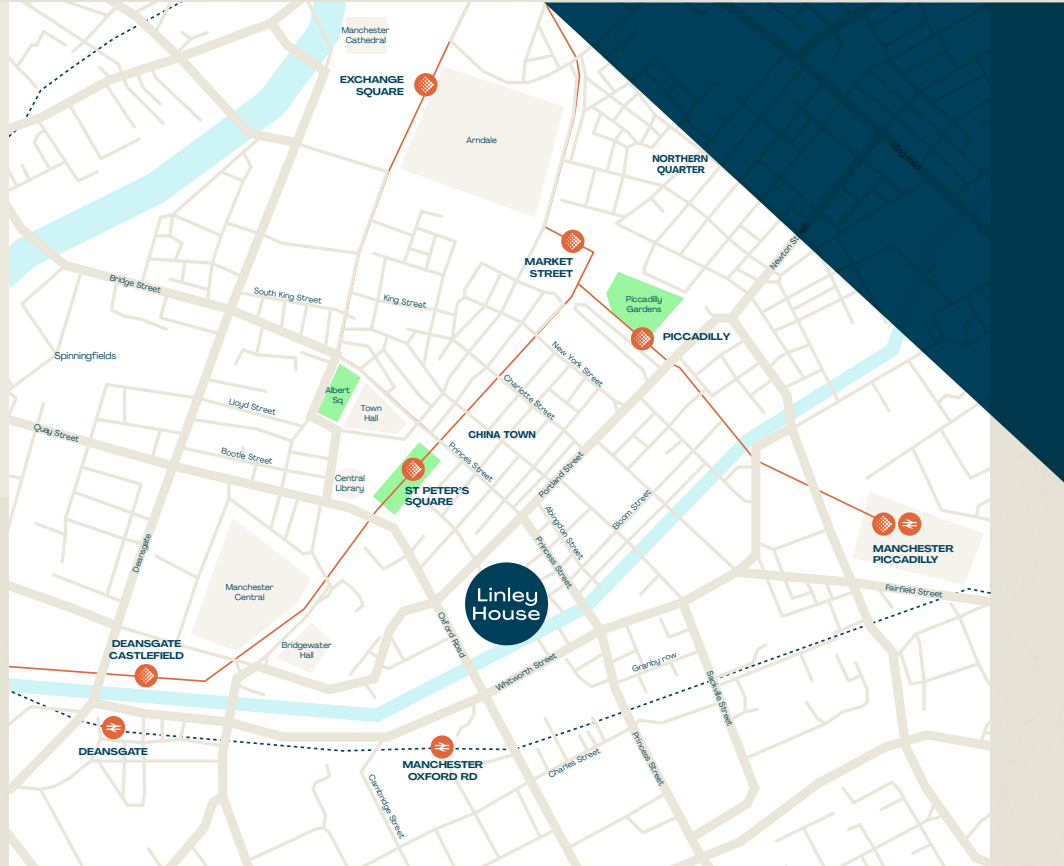 Manchester
Cathedral
EXCHANGE
SQUARE
Arndale
NORTHERN
QUARTER
Ring road
Newton Street
MARKET
STREET
Bridge Street
South King Street
King Street
Piccadilly
Gardens
PICCADILLY
Spinningfields
New York Street
Charlotte Street
Albert
Sq
Lloyd Street
Town
Hall
Quay Street
Bootle Street
CHINA TOWN
Princes Street
Portland Street
Central
Library
ST PETER'S
SQUARE
Bloom Street
Abingdon Street
Princess Street
MANCHESTER
PICCADILLY
Deansgate
Manchester
Central
Linley
House
Fairfield Street
Oxford Road
DEANSGATE
CASTLEFIELD
Bridgewater
Hall
Whitworth Street
Granby row
Sackville Street
DEANSGATE
MANCHESTER
OXFORD RD
Charles Street
Princess Street
Cambridge Street